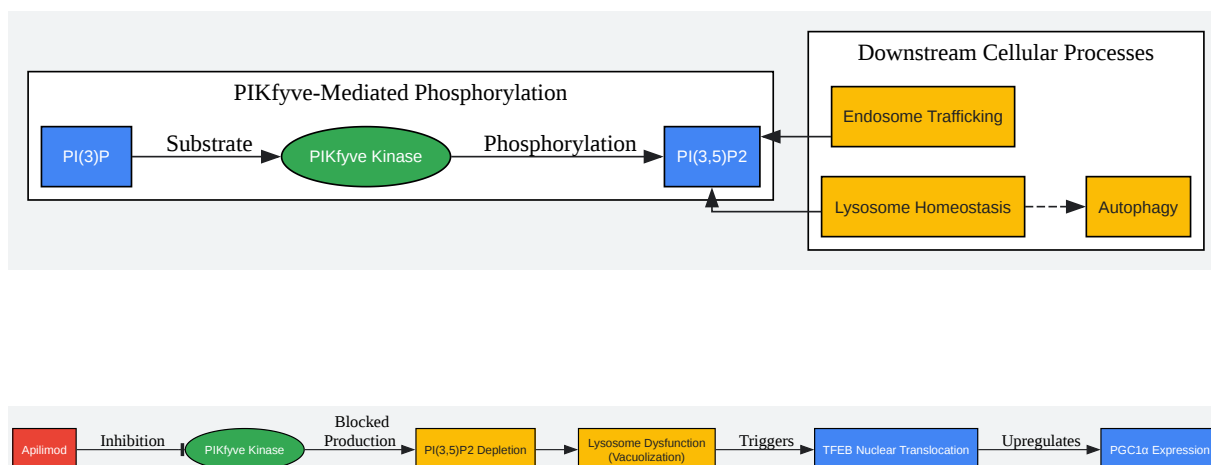 Downstream Cellular Processes
PIKfyve-Mediated Phosphorylation
Endosome Trafficking
PI(3)P
Substrate
PIKfyve Kinase
Phosphorylation
PI(3,5)P2
Lysosome Homeostasis
Autophagy
Apilimod
Inhibition
PIKfyve Kinase
Blocked
Production
PI(3,5)P2 Depletion
Lysosome Dysfunction
(Vacuolization)
Triggers
TFEB Nuclear Translocation
Upregulates
PGC1α Expression